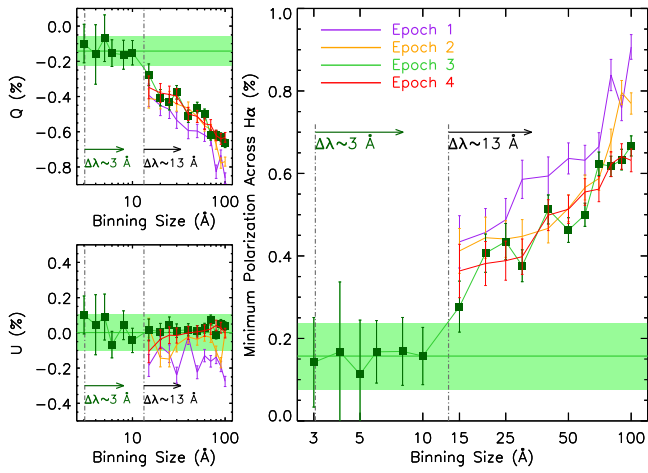 0.0
-0.2
-0.4
-0.6
-0.8
Q (%)
Δλ~3 Å
Δλ~13 Å
10
100
Binning Size (Å)
0.4
0.2
0.0
-0.2
-0.4
U (%)
Δλ~3 Å
Δλ~13 Å
10
100
Binning Size (Å)
1.0
0.8
0.6
0.4
0.2
0.0
Minimum Polarization Across Hα (%)
Epoch 1
Epoch 2
Epoch 3
Epoch 4
Δλ~3 Å
Δλ~13 Å
3
5
10
15
25
50
100
Binning Size (Å)